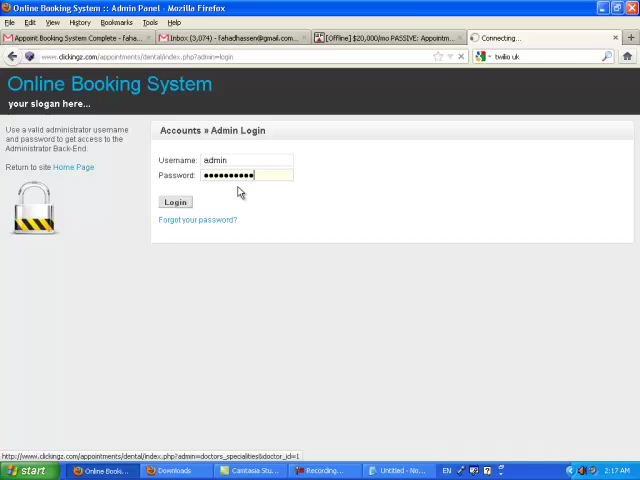 Online Booking System :: Admin Panel - Mozilla Firefox
File Edit View History Bookmarks Tools Help
Appoint Booking System Complete - faha...
Inbox (3,074) - fahadhassen@gmail.com...
[Offline] $20,000/mo PASSIVE: Appointm...
Connecting...
www.clickingz.com/appointments/dental/index.php?admin=login
twilio uk
Online Booking System
your slogan here...
Use a valid administrator username
and password to get access to the
Administrator Back-End.
Return to site Home Page
Accounts » Admin Login
Username: admin
Password: ●●●●●●●●●●
Login
Forgot your password?
http://www.clickingz.com/appointments/dental/index.php?admin=doctors_specialities&doctor_id=1
start
Online Book...
Downloads
Camtasia Stu...
Recording...
Untitled - No...
EN
2:17 AM